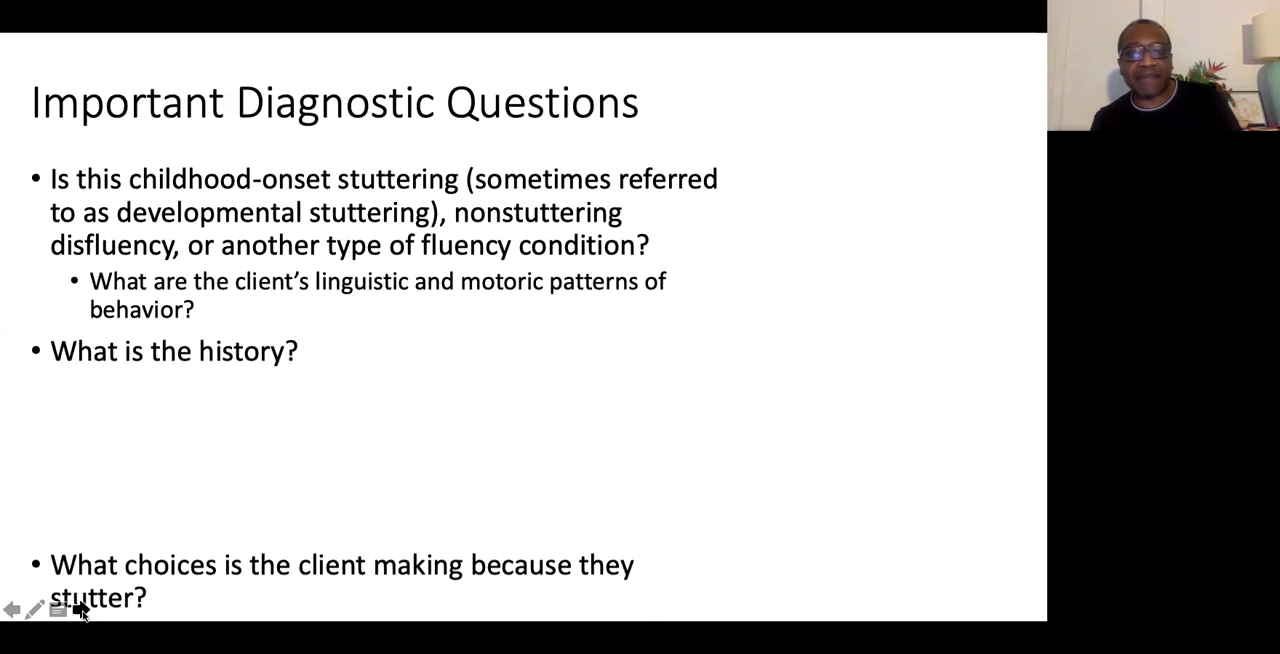 Important Diagnostic Questions
• Is this childhood-onset stuttering (sometimes referred
to as developmental stuttering), nonstuttering
disfluency, or another type of fluency condition?
• What are the client’s linguistic and motoric patterns of
behavior?
• What is the history?
• What choices is the client making because they
stutter?